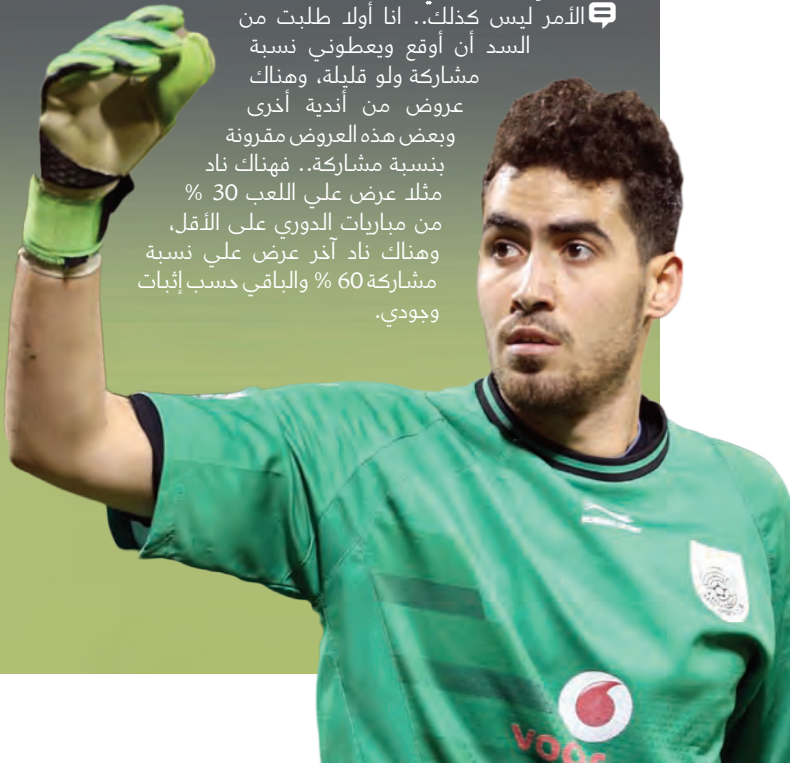 الأمر ليس كذلك.. انا أولا طلبت من
السد أن أوقع ويعطوني نسبة
مشاركة ولو قليلة، وهناك
عروض من أندية أخرى
وبعض هذه العروض مقرونة
بنسبة مشاركة.. فهناك ناد
مثلا عرض علي اللعب 30 %
من مباريات الدوري على الأقل،
وهناك ناد آخر عرض علي نسبة
مشاركة 60 % والباقي حسب إثبات
وجودي.